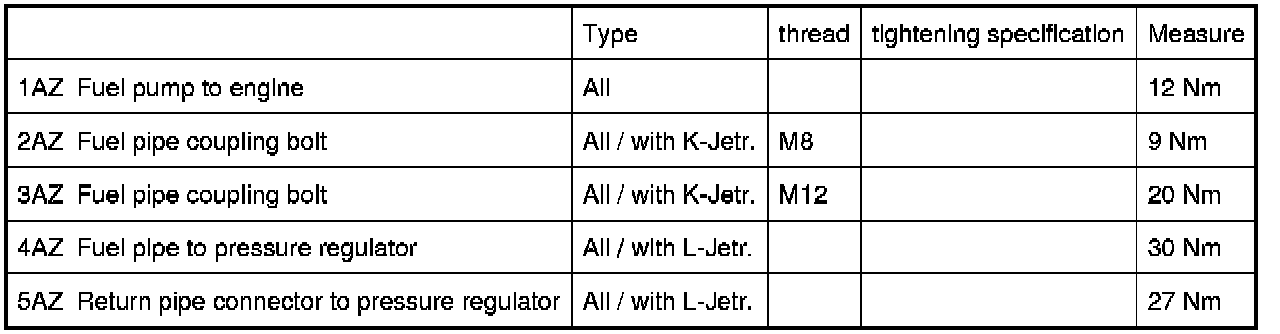 Type thread tightening specification Measure
1AZ Fuel pump to engine All 12 Nm
2AZ Fuel pipe coupling bolt All / with K-Jetr. M8 9 Nm
3AZ Fuel pipe coupling bolt All / with K-Jetr. M12 20 Nm
4AZ Fuel pipe to pressure regulator All / with L-Jetr. 30 Nm
5AZ Return pipe connector to pressure regulator All / with L-Jetr. 27 Nm